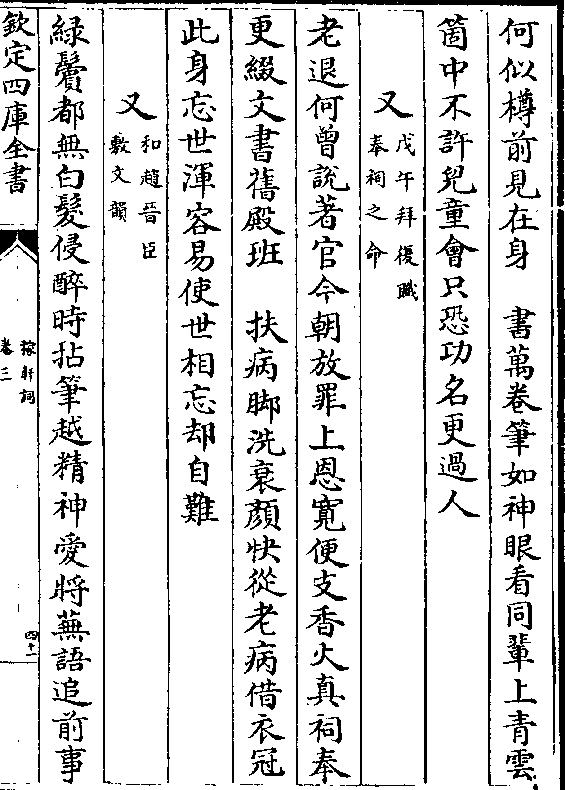 何似樽前見在身　書萬卷筆如神眼看同輩上青雲
箇中不許兒童會只恐功名更過人
又戊午拜復職奉祠之命
老退何曾說著官今朝放罪上恩寛便支香火真祠奉
更綴文書舊殿班　扶病脚洗衰顔快從老病借衣冠
此身忘世渾容易使世相忘却自難
又和趙晉臣敷文韻
緑鬢都無白髮侵醉時拈筆越精神愛將蕪語追前事
欽定四庫全書
稼軒詞
卷三
四十二